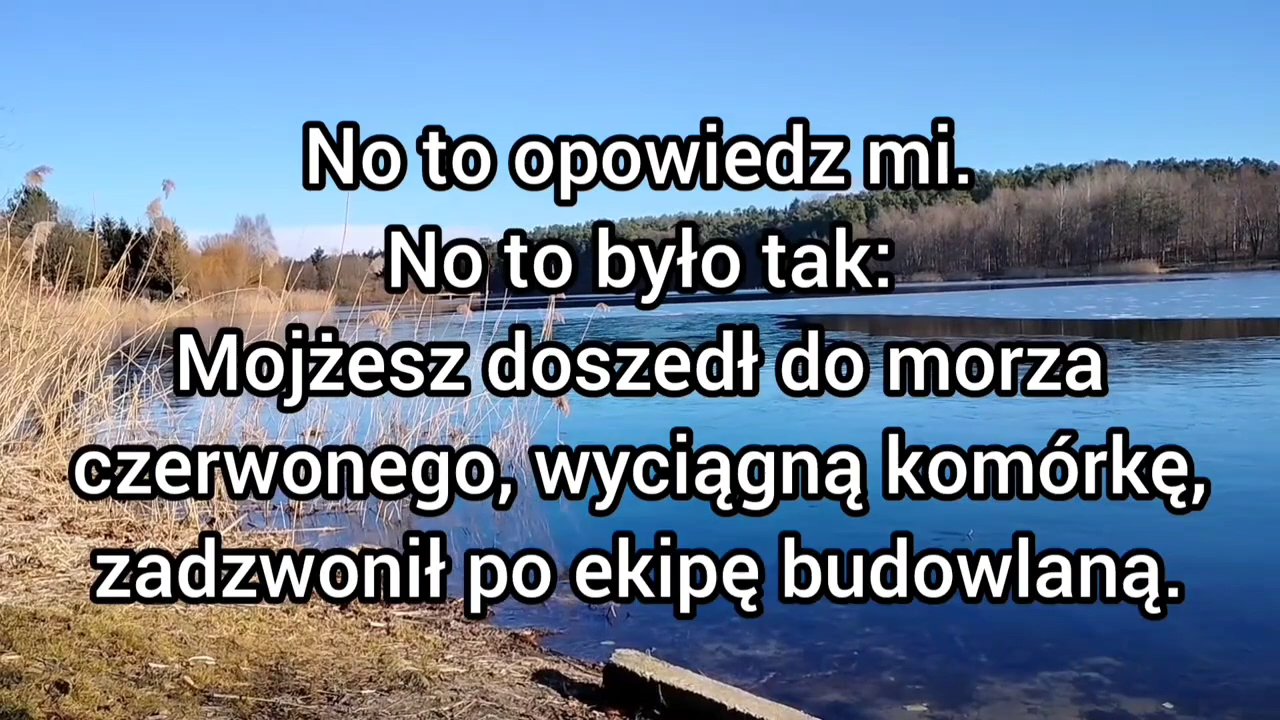 No to opowiedz mi.
No to było tak:
Mojżesz doszedł do morza
czerwonego, wyciągną komórkę,
zadzwonił po ekipę budowlaną.